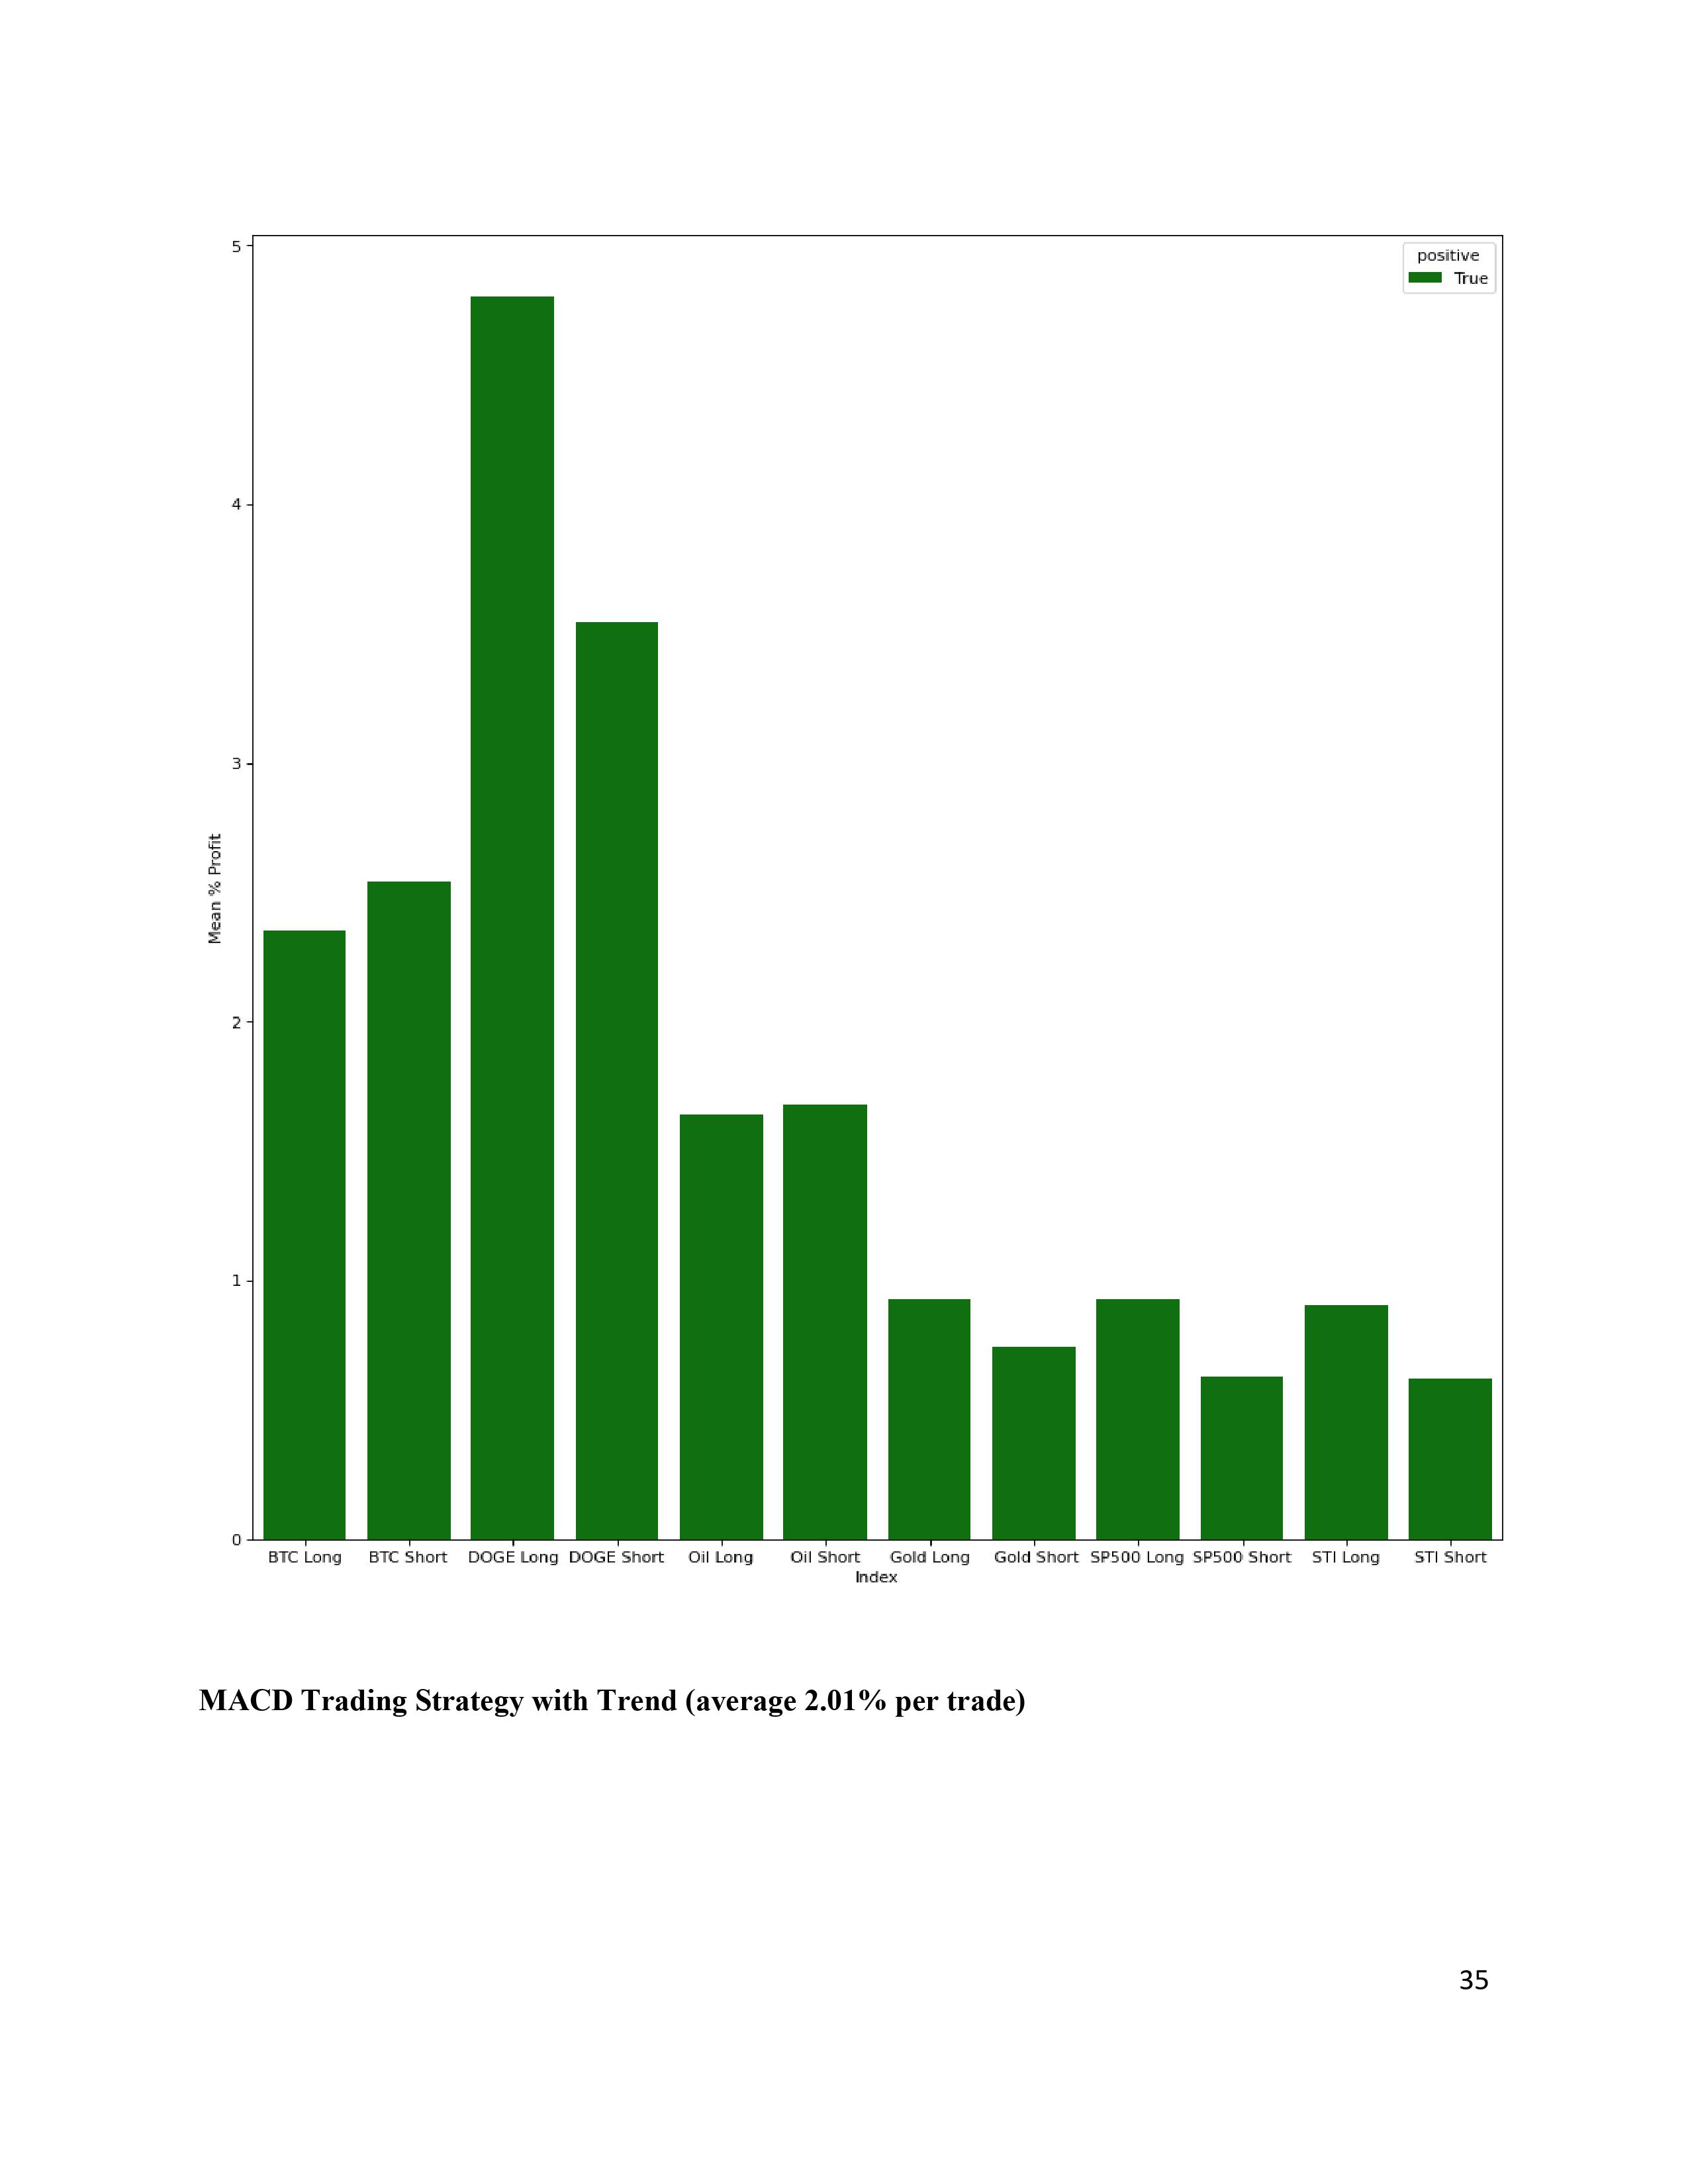 5
positive
True
4
3
Mean % Profit
2
1
0
BTC Long BTC Short DOGE Long DOGE Short Oil Long Oil Short Gold Long Gold Short SP500 Long SP500 Short STI Long STI Short
Index
MACD Trading Strategy with Trend (average 2.01% per trade)
35